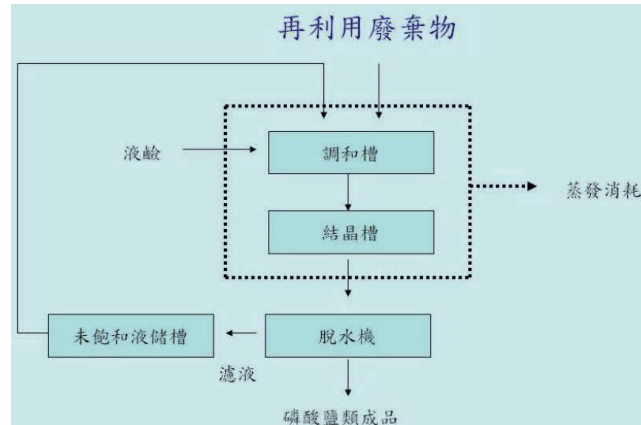 再利用廢棄物
液鹼
調和槽
蒸發消耗
結晶槽
未飽和液儲槽
脫水機
濾液
磷酸鹽類成品